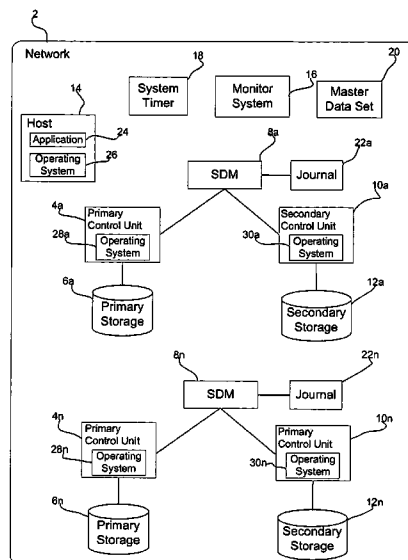 2
Network
18
System
Timer
Monitor
System
16
20
Master
Data Set
14
Host
Application
24
Operating
System
26
8a
SDM
22a
Journal
4a
Primary
Control Unit
28a
Operating
System
10a
Secondary
Control Unit
30a
Operating
System
6a
Primary
Storage
12a
Secondary
Storage
8n
SDM
22n
Journal
4n
Primary
Control Unit
28n
Operating
System
10n
Primary
Control Unit
30n
Operating
System
6n
Primary
Storage
12n
Secondary
Storage